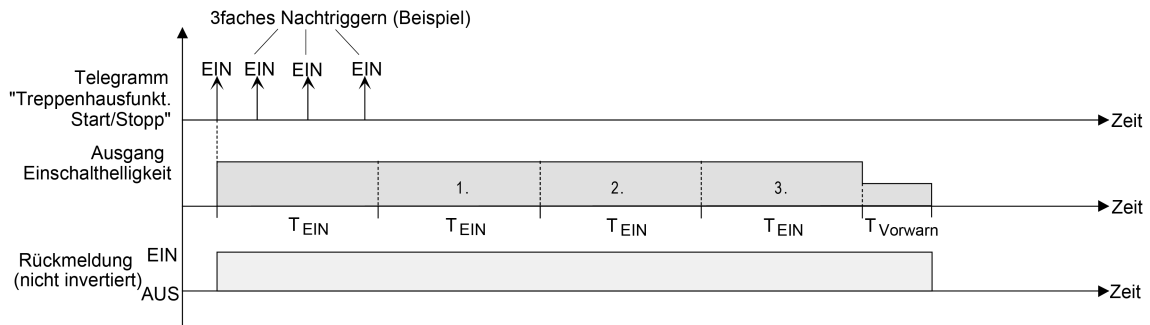 3faches Nachtriggern (Beispiel)
EIN EIN EIN EIN
Telegramm
"Treppenhausfunkt.
Start/Stopp"
Zeit
Ausgang
Einschalthelligkeit
1. 2. 3.
Zeit
T EIN T EIN T EIN T EIN T Vorwarn
Rückmeldung
(nicht invertiert)
EIN
AUS
Zeit